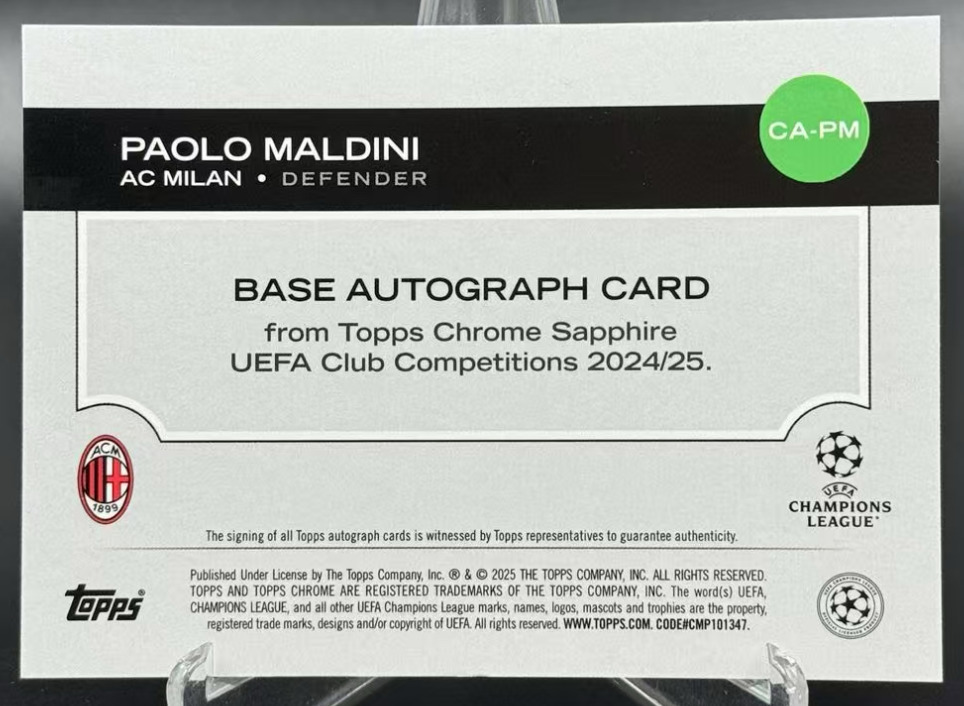 CA-PM
PAOLO MALDINI
AC MILAN • DEFENDER
BASE AUTOGRAPH CARD
from Topps Chrome Sapphire
UEFA Club Competitions 2024/25.
ACM
1899
UEFA
CHAMPIONS
LEAGUE®
The signing of all Topps autograph cards is witnessed by Topps representatives to guarantee authenticity.
Topps®
Published Under License by The Topps Company, Inc. ® & © 2025 THE TOPPS COMPANY, INC. ALL RIGHTS RESERVED.
TOPPS AND TOPPS CHROME ARE REGISTERED TRADEMARKS OF THE TOPPS COMPANY, INC. The word(s) UEFA,
CHAMPIONS LEAGUE, and all other UEFA Champions League marks, names, logos, mascots and trophies are the property,
registered trade marks, designs and/or copyright of UEFA. All rights reserved. WWW.TOPPS.COM. CODE#CMP101347.